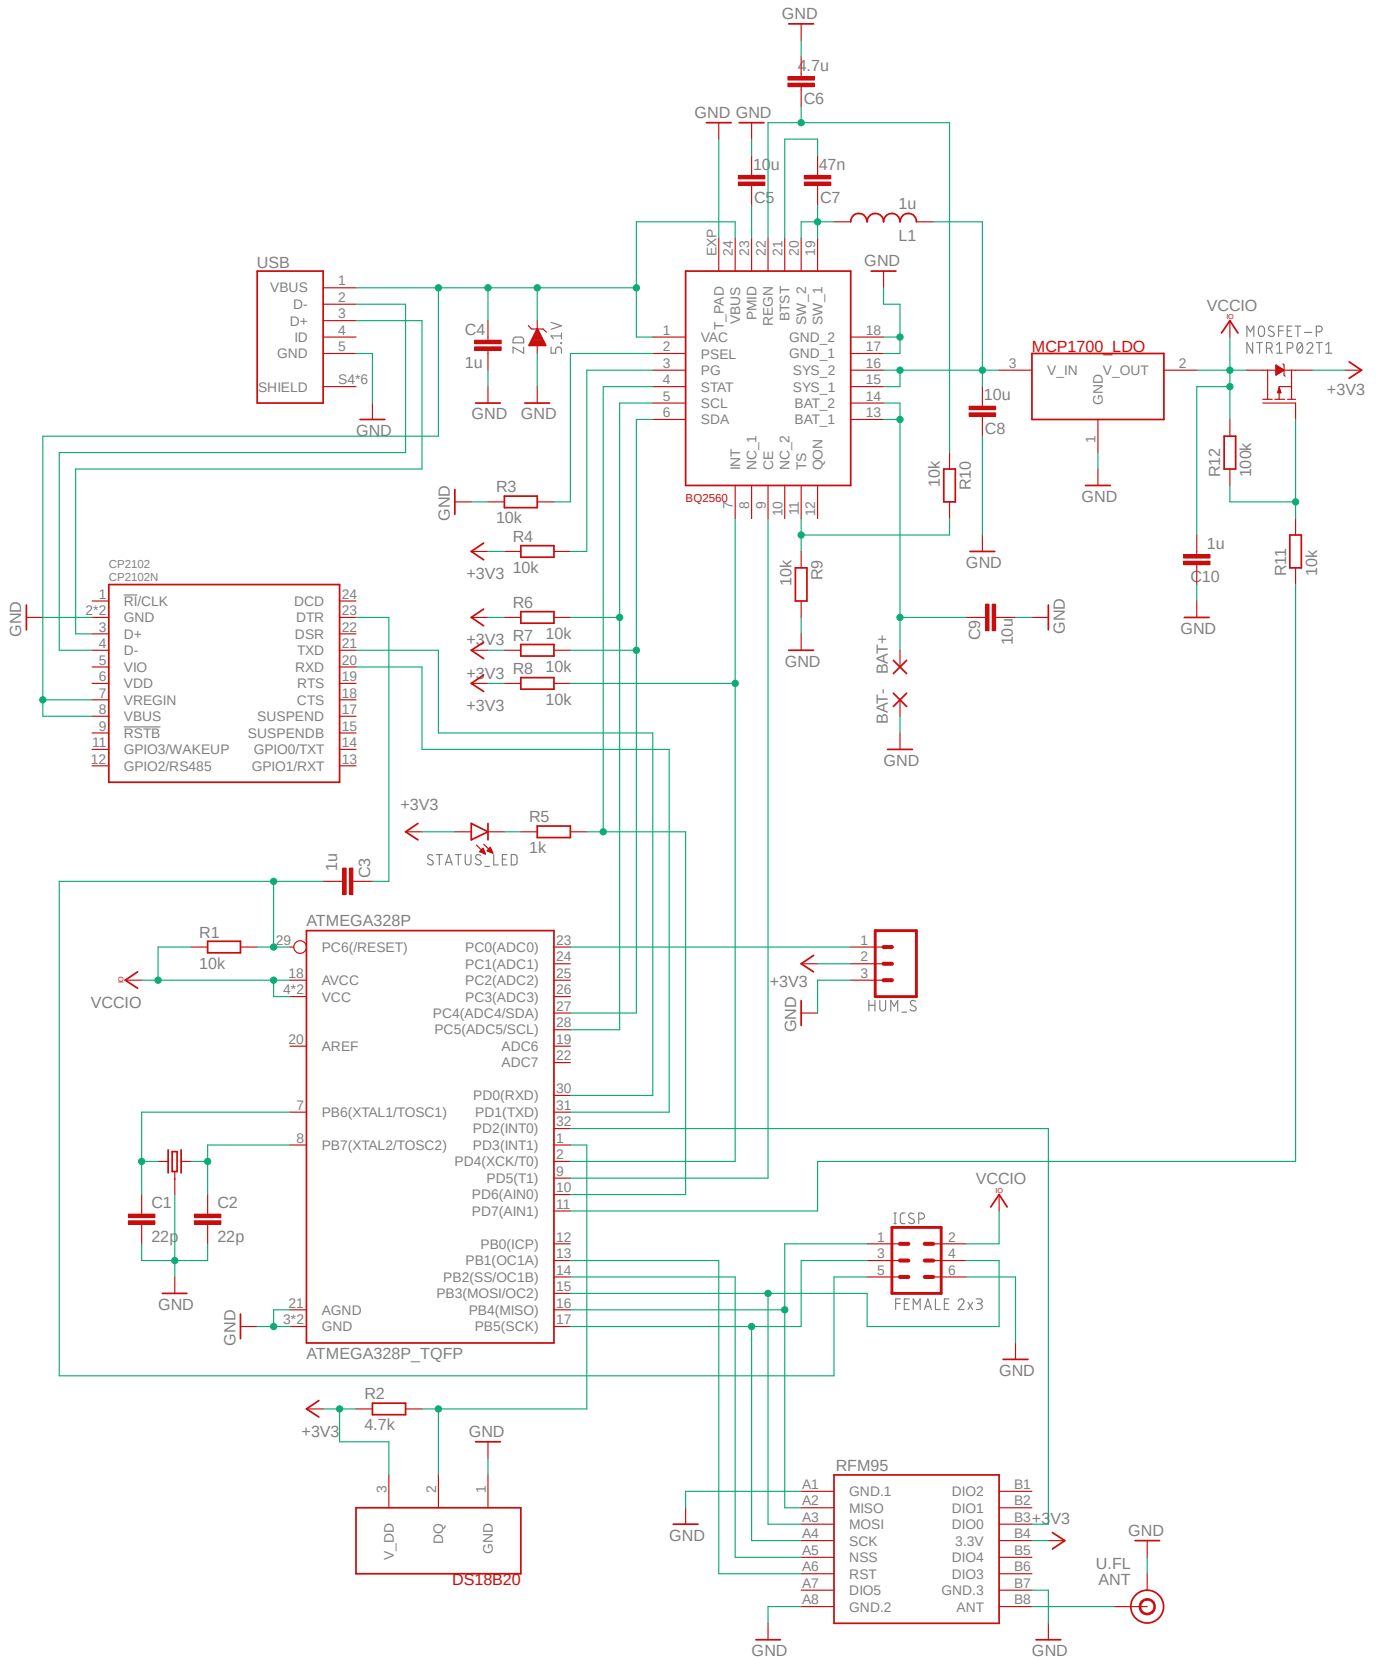 GND
4.7u
C6
GND
GND
10u
C5
47n
C7
1u
L1
EXP
24
23
22
21
20
19
T_PAD
VBUS
PMID
REGN
BTST
SW_2
SW_1
GND
USB
VBUS 1
D- 2
D+ 3
ID 4
GND 5
SHIELD S4*6
GND
C4
1u
GND
ZD
5.1V
GND
1 VAC
2 PSEL
3 PG
4 STAT
5 SCL
6 SDA
GND_2 18
GND_1 17
SYS_2 16
SYS_1 15
BAT_2 14
BAT_1 13
INT
NC_1
CE
NC_2
TS
QON
7
8
9
10
11
12
BQ2560
VCCIO
IO
MOSFET-P
NTR1P02T1
+3V3
MCP1700_LDO
3 V_IN
V_OUT 2
GND
1
GND
10u
C8
GND
10k
R10
R12
100k
1u
C10
GND
R11
10k
R3
10k
GND
R4
10k
+3V3
R6
10k
+3V3
R7
10k
+3V3
R8
10k
+3V3
10k
R9
GND
C9
10u
GND
BAT+
BAT-
GND
CP2102
CP2102N
GND
1 RI/CLK
2*2 GND
3 D+
4 D-
5 VIO
6 VDD
7 VREGIN
8 VBUS
9 RSTB
11 GPIO3/WAKEUP
12 GPIO2/RS485
DCD 24
DTR 23
DSR 22
TXD 21
RXD 20
RTS 19
CTS 18
SUSPEND 17
SUSPENDB 15
GPIO0/TXT 14
GPIO1/RXT 13
+3V3
STATUS_LED
R5
1k
1u
C3
R1
10k
IO
VCCIO
ATMEGA328P
29 PC6(/RESET)
18 AVCC
4*2 VCC
20 AREF
7 PB6(XTAL1/TOSC1)
8 PB7(XTAL2/TOSC2)
21 AGND
3*2 GND
PC0(ADC0) 23
PC1(ADC1) 24
PC2(ADC2) 25
PC3(ADC3) 26
PC4(ADC4/SDA) 27
PC5(ADC5/SCL) 28
ADC6 19
ADC7 22
PD0(RXD) 30
PD1(TXD) 31
PD2(INT0) 32
PD3(INT1) 1
PD4(XCK/T0) 2
PD5(T1) 9
PD6(AIN0) 10
PD7(AIN1) 11
PB0(ICP) 12
PB1(OC1A) 13
PB2(SS/OC1B) 14
PB3(MOSI/OC2) 15
PB4(MISO) 16
PB5(SCK) 17
ATMEGA328P_TQFP
C1
22p
C2
22p
GND
GND
1
2
3
+3V3
GND
HUM_S
VCCIO
IO
ICSP
1 2
3 4
5 6
FEMALE 2x3
GND
R2
4.7k
+3V3
GND
3
2
1
V_DD
DQ
GND
DS18B20
RFM95
A1 GND.1
A2 MISO
A3 MOSI
A4 SCK
A5 NSS
A6 RST
A7 DIO5
A8 GND.2
DIO2 B1
DIO1 B2
DIO0 B3
3.3V B4
DIO4 B5
DIO3 B6
GND.3 B7
ANT B8
+3V3
GND
GND
GND
GND
U.FL
ANT